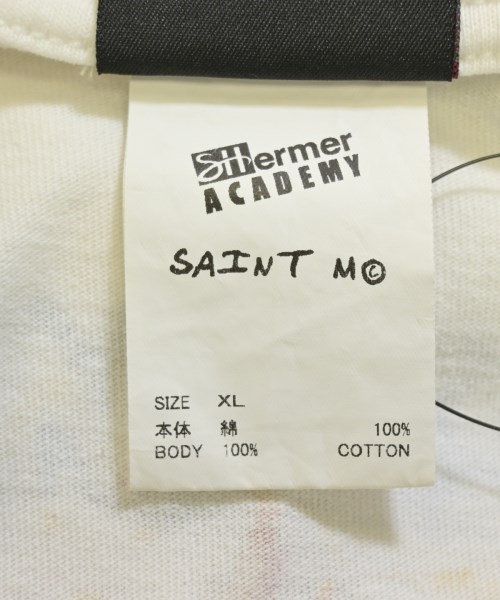 SHermer
ACADEMY
SAINT M©
SIZE XL
本体 綿 100%
BODY 100% COTTON